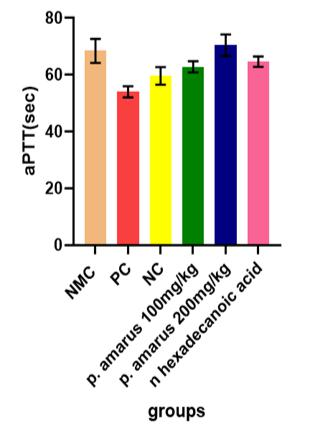 80
60
40
20
0
aPTT(sec)
NMC
PC
NC
p. amarus 100mg/kg
p. amarus 200mg/kg
n hexadecanoic acid
groups